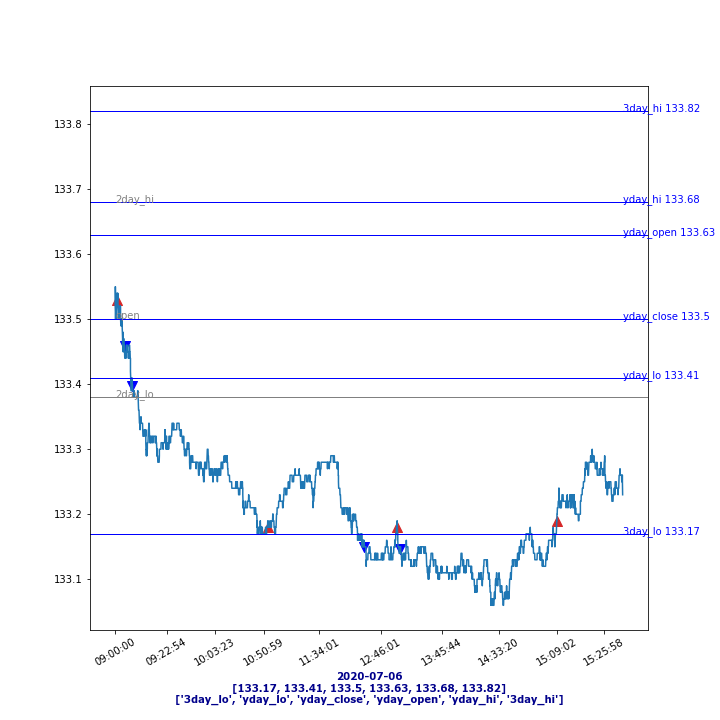 3day_hi 133.82
133.8
133.7
2day_hi
yday_hi 133.68
yday_open 133.63
133.6
133.5
open
yday_close 133.5
yday_lo 133.41
133.4
2day_lo
133.3
133.2
3day_lo 133.17
133.1
09:00:00 09:22:54 10:03:23 10:50:59 11:34:01 12:46:01 13:45:44 14:33:20 15:09:02 15:25:58
2020-07-06
[133.17, 133.41, 133.5, 133.63, 133.68, 133.82]
['3day_lo', 'yday_lo', 'yday_close', 'yday_open', 'yday_hi', '3day_hi']